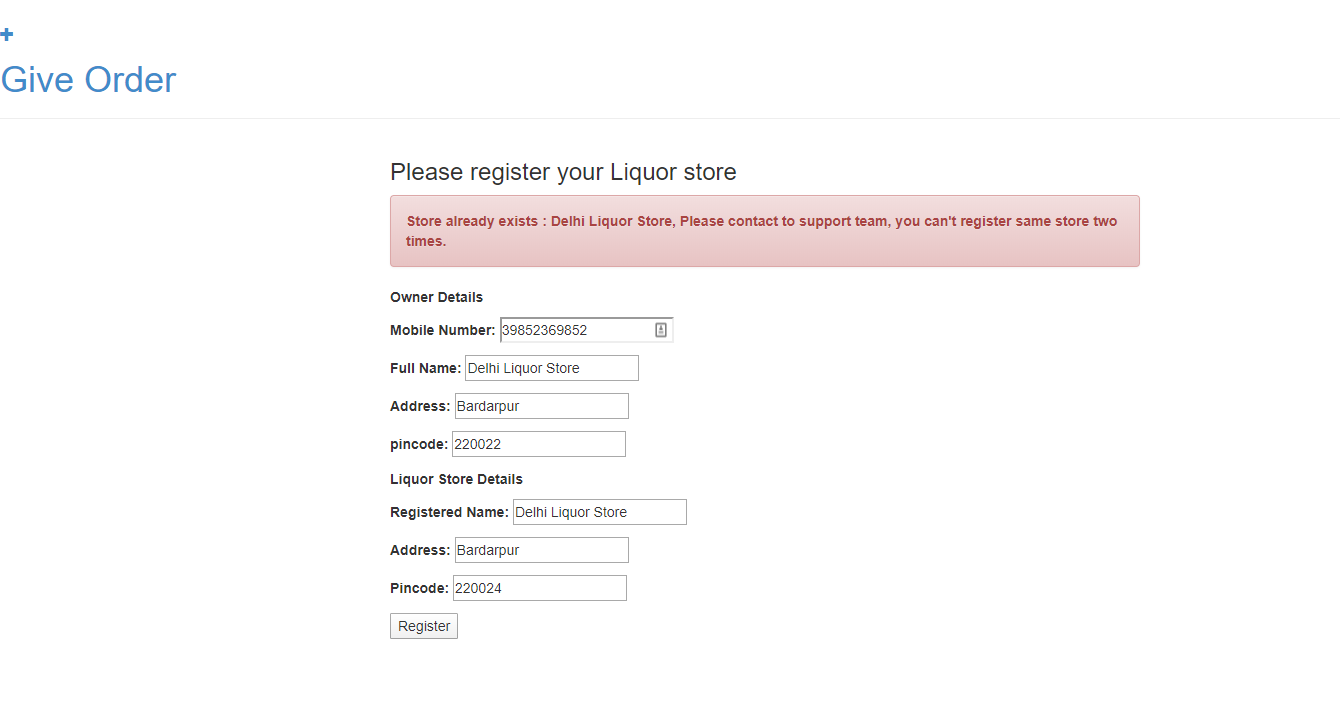 Give Order
Please register your Liquor store
Store already exists : Delhi Liquor Store, Please contact to support team, you can't register same store two
times.
Owner Details
Mobile Number: 39852369852
Full Name: Delhi Liquor Store
Address: Bardarpur
pincode: 220022
Liquor Store Details
Registered Name: Delhi Liquor Store
Address: Bardarpur
Pincode: 220024
Register